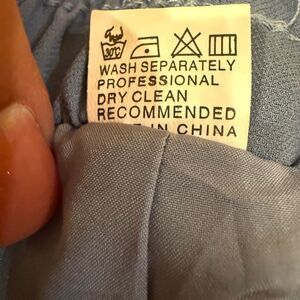 30°C
WASH SEPARATELY
PROFESSIONAL
DRY CLEAN
RECOMMENDED
IN CHINA